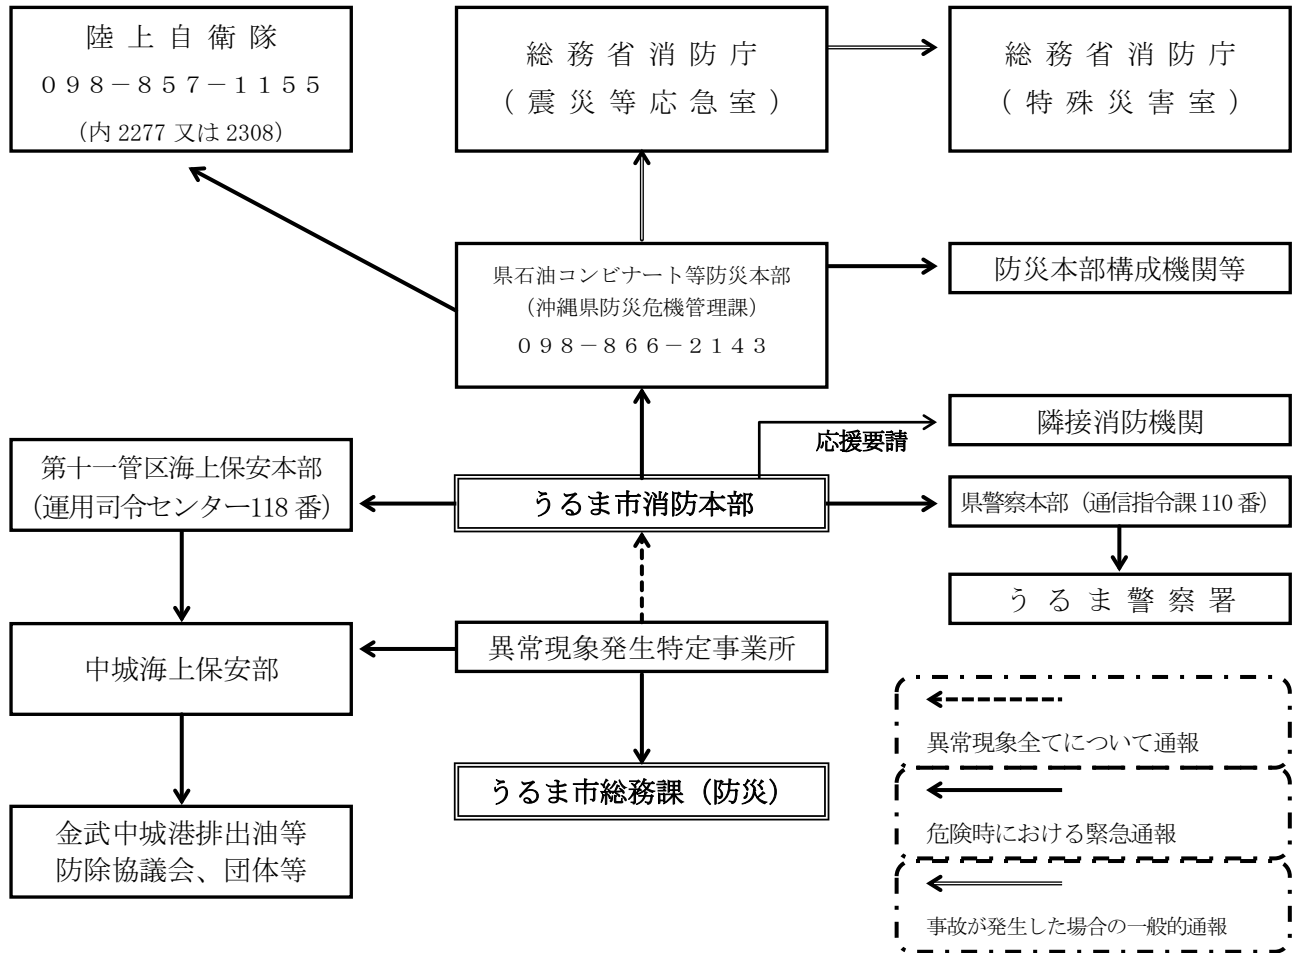 陸上自衛隊
０９８－８５７－１１５５
（内 2277 又は 2308）
総務省消防庁
（震災等応急室）
総務省消防庁
（特殊災害室）
県石油コンビナート等防災本部
（沖縄県防災危機管理課）
０９８－８６６－２１４３
防災本部構成機関等
隣接消防機関
応援要請
第十一管区海上保安本部
（運用司令センター118 番）
うるま市消防本部
県警察本部（通信指令課 110 番）
うるま警察署
異常現象発生特定事業所
中城海上保安部
うるま市総務課（防災）
金武中城港排出油等
防除協議会、団体等
異常現象全てについて通報
危険時における緊急通報
事故が発生した場合の一般的通報